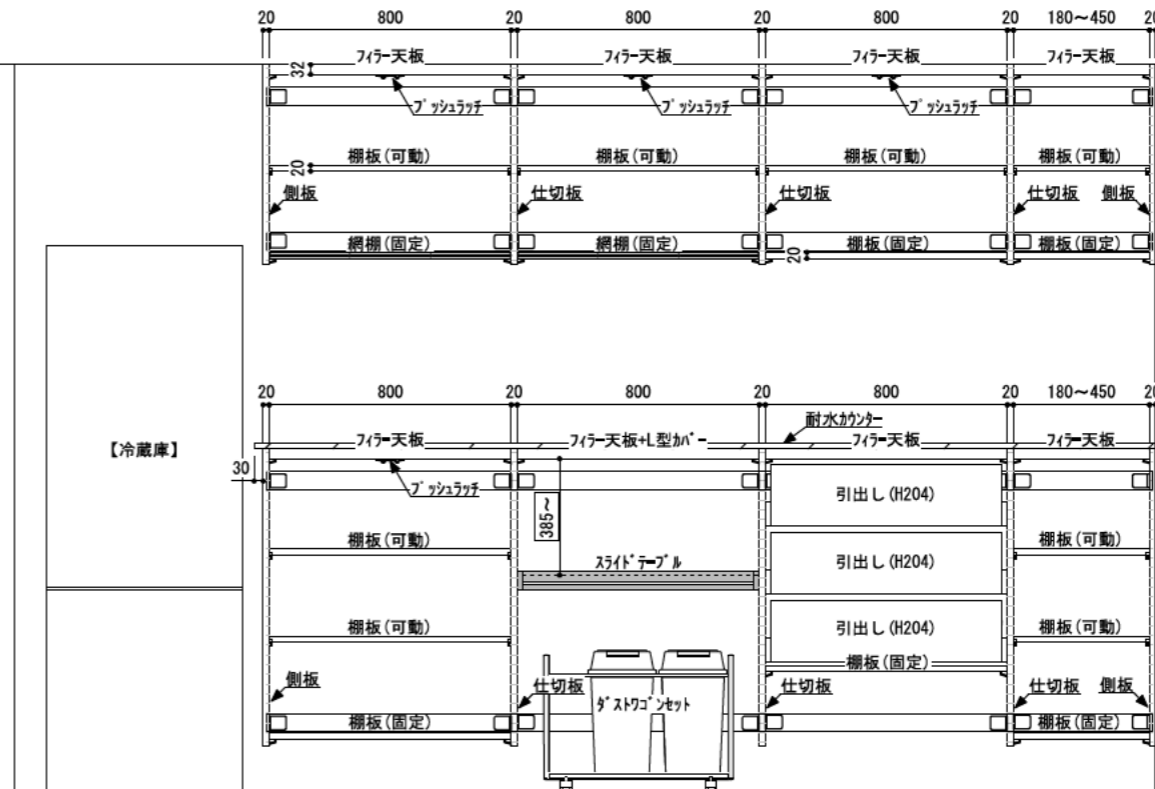 20 800 20 800 20 800 20 180~450 20
フィラー天板 フィラー天板 フィラー天板 フィラー天板
32
プッシュラッチ プッシュラッチ プッシュラッチ
棚板(可動) 棚板(可動) 棚板(可動) 棚板(可動)
20
側板 仕切板 仕切板 仕切板 側板
網棚(固定) 網棚(固定) 棚板(固定) 棚板(固定)
20
20 800 20 800 20 800 20 180~450 20
耐水カウンター
フィラー天板 フィラー天板+L型カバー フィラー天板 フィラー天板
【冷蔵庫】
30
プッシュラッチ
引出し(H204)
385~
棚板(可動) 棚板(可動)
スライドテーブル 引出し(H204)
棚板(可動) 引出し(H204) 棚板(可動)
棚板(固定)
側板 仕切板 仕切板 仕切板 側板
ダストワゴンセット
棚板(固定) 棚板(固定)